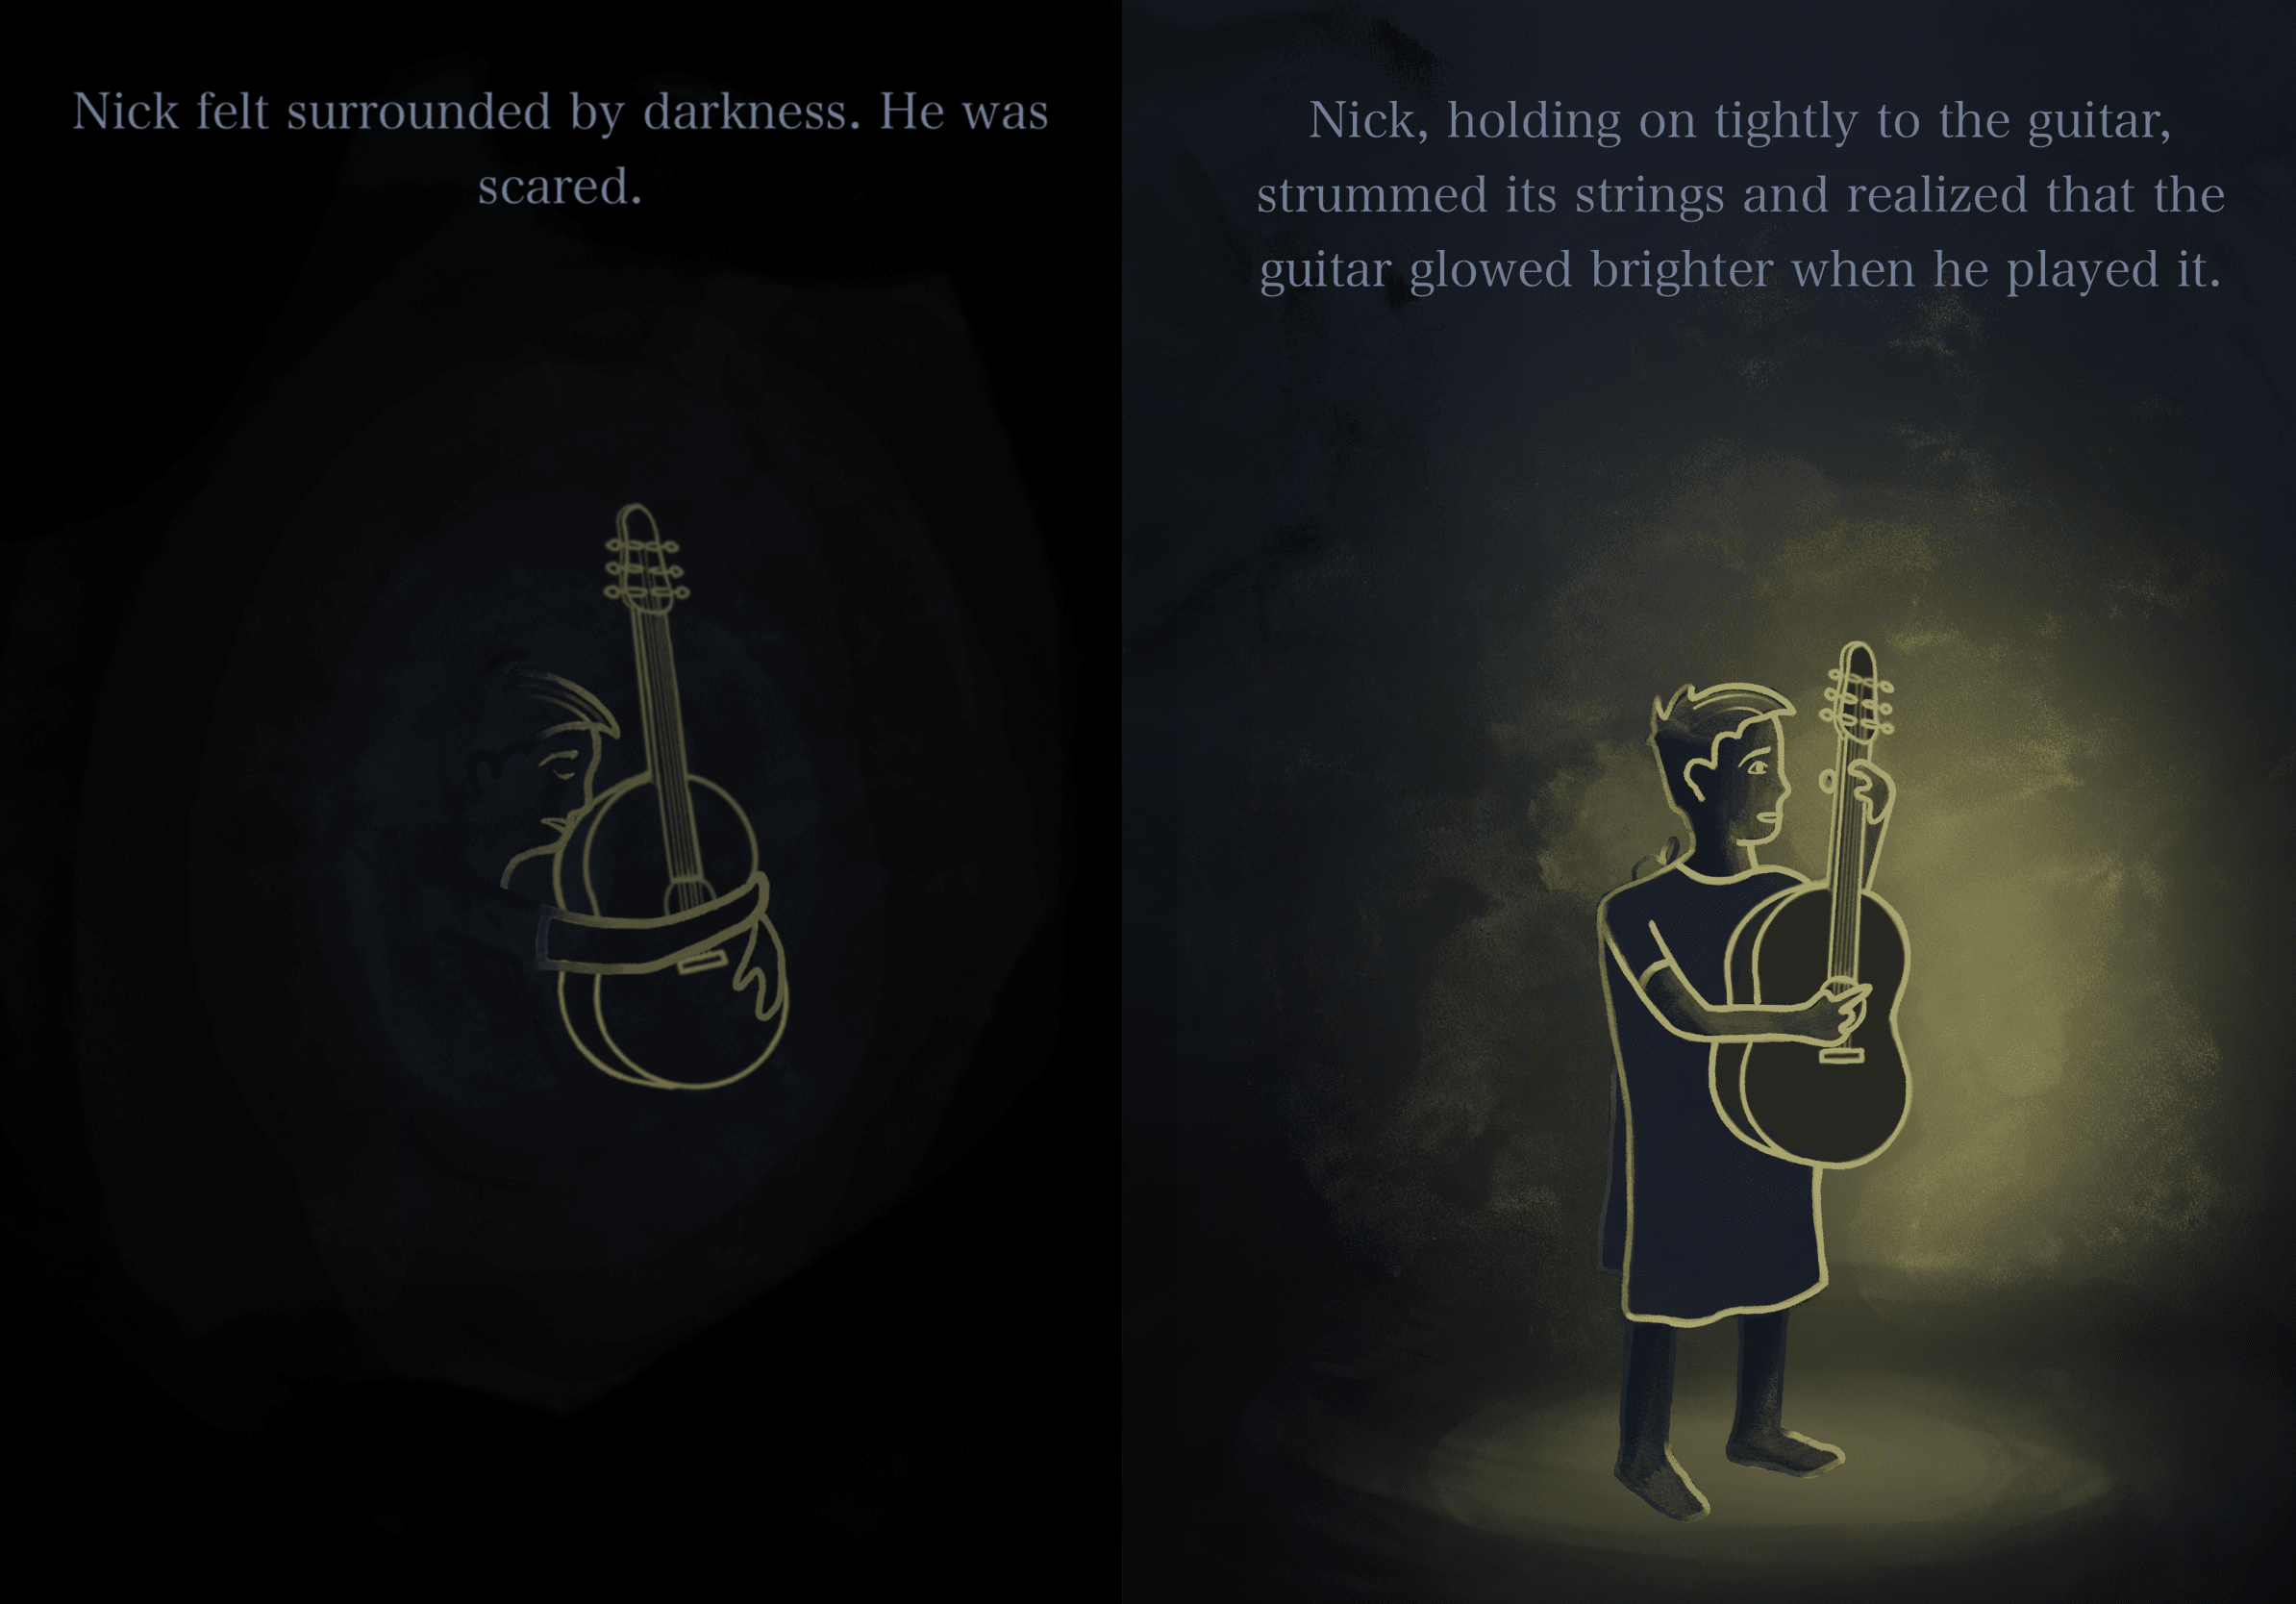 Nick felt surrounded by darkness. He was
scared.
Nick, holding on tightly to the guitar,
strummed its strings and realized that the
guitar glowed brighter when he played it.